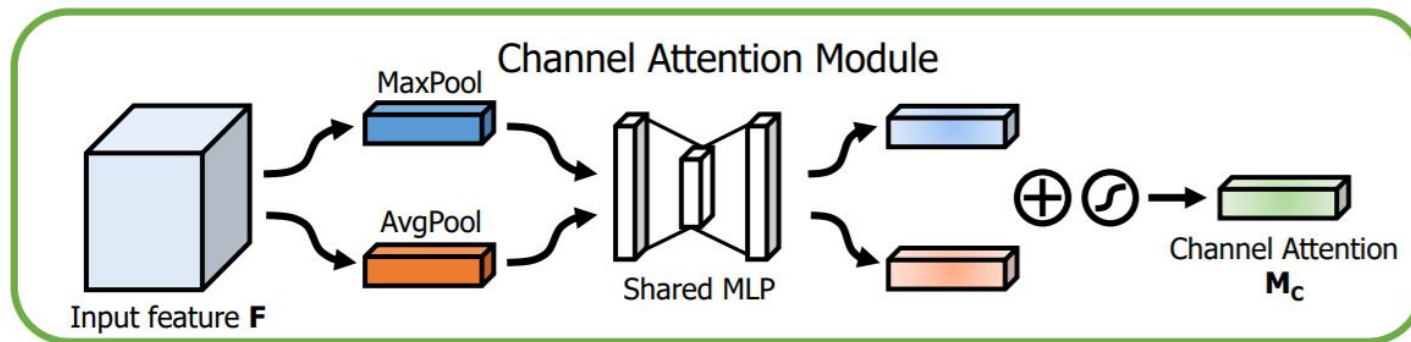 Channel Attention Module
MaxPool
AvgPool
Input feature F
Shared MLP
Channel Attention
Mc